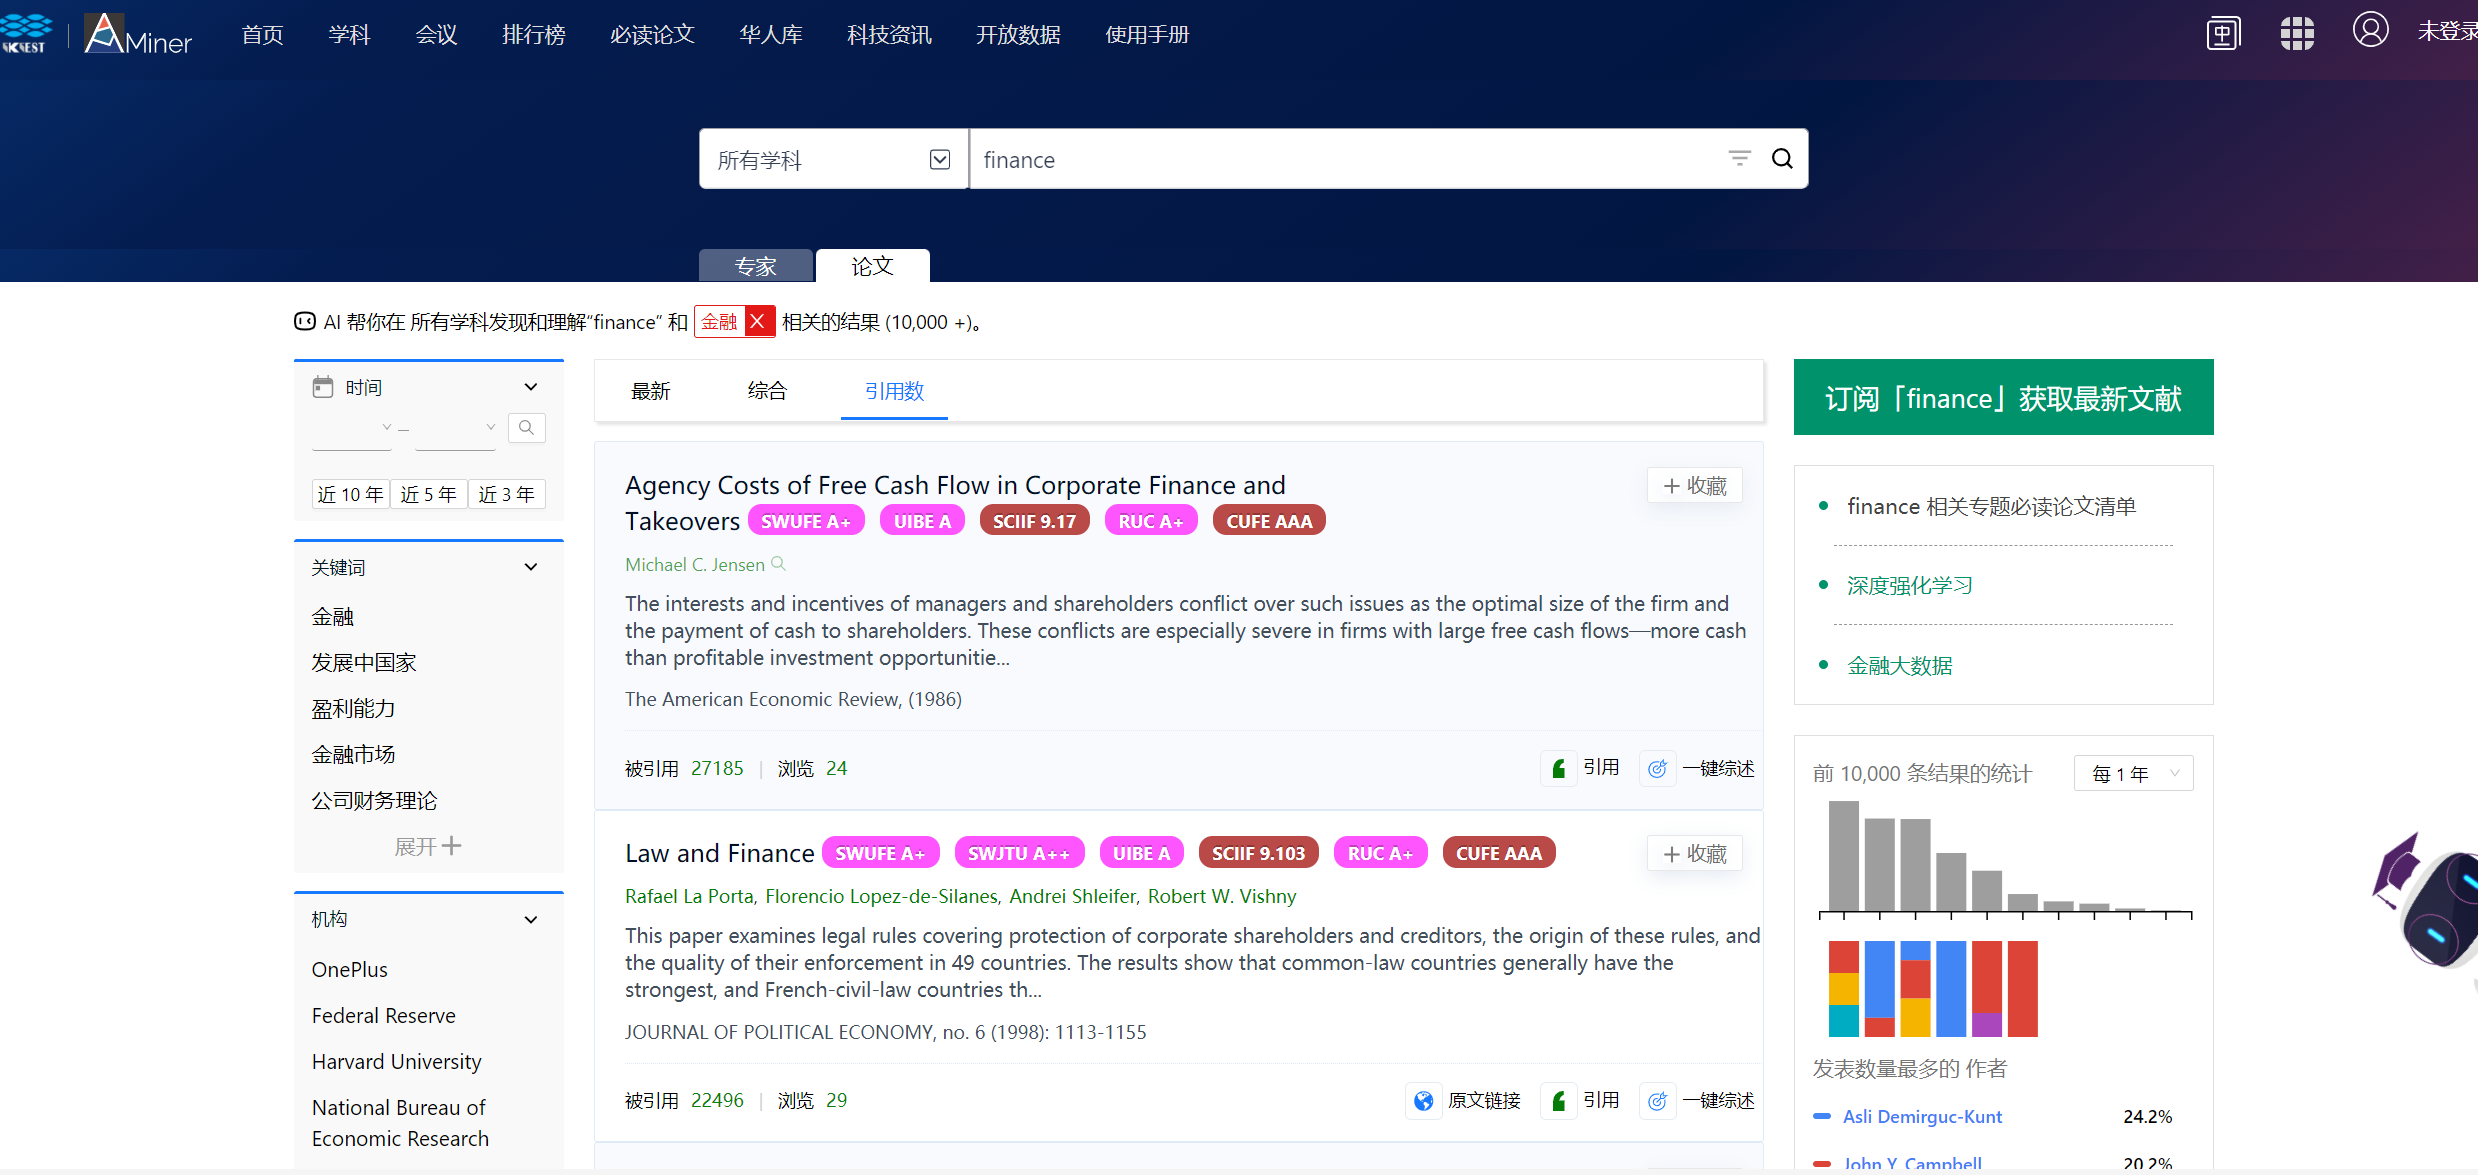 AMiner
首页 学科 会议 排行榜 必读论文 华人库 科技资讯 开放数据 使用手册
中
未登录
所有学科
finance
专家 论文
AI 帮你在 所有学科发现和理解“finance” 和 金融 X 相关的结果 (10,000 +)。
时间
–
近 10 年 近 5 年 近 3 年
关键词
金融
发展中国家
盈利能力
金融市场
公司财务理论
展开
机构
OnePlus
Federal Reserve
Harvard University
National Bureau of
Economic Research
最新 综合 引用数
Agency Costs of Free Cash Flow in Corporate Finance and
Takeovers SWUFE A+ UIBE A SCIIF 9.17 RUC A+ CUFE AAA
收藏
Michael C. Jensen
The interests and incentives of managers and shareholders conflict over such issues as the optimal size of the firm and
the payment of cash to shareholders. These conflicts are especially severe in firms with large free cash flows—more cash
than profitable investment opportunitie...
The American Economic Review, (1986)
被引用 27185 | 浏览 24
引用 一键综述
Law and Finance SWUFE A+ SWJTU A++ UIBE A SCIIF 9.103 RUC A+ CUFE AAA
收藏
Rafael La Porta, Florencio Lopez-de-Silanes, Andrei Shleifer, Robert W. Vishny
This paper examines legal rules covering protection of corporate shareholders and creditors, the origin of these rules, and
the quality of their enforcement in 49 countries. The results show that common-law countries generally have the
strongest, and French-civil-law countries th...
JOURNAL OF POLITICAL ECONOMY, no. 6 (1998): 1113-1155
被引用 22496 | 浏览 29
原文链接 引用 一键综述
订阅「finance」获取最新文献
finance 相关专题必读论文清单
深度强化学习
金融大数据
前 10,000 条结果的统计
每 1 年
发表数量最多的 作者
Asli Demirguc-Kunt 24.2%
John Y. Campbell 20.2%